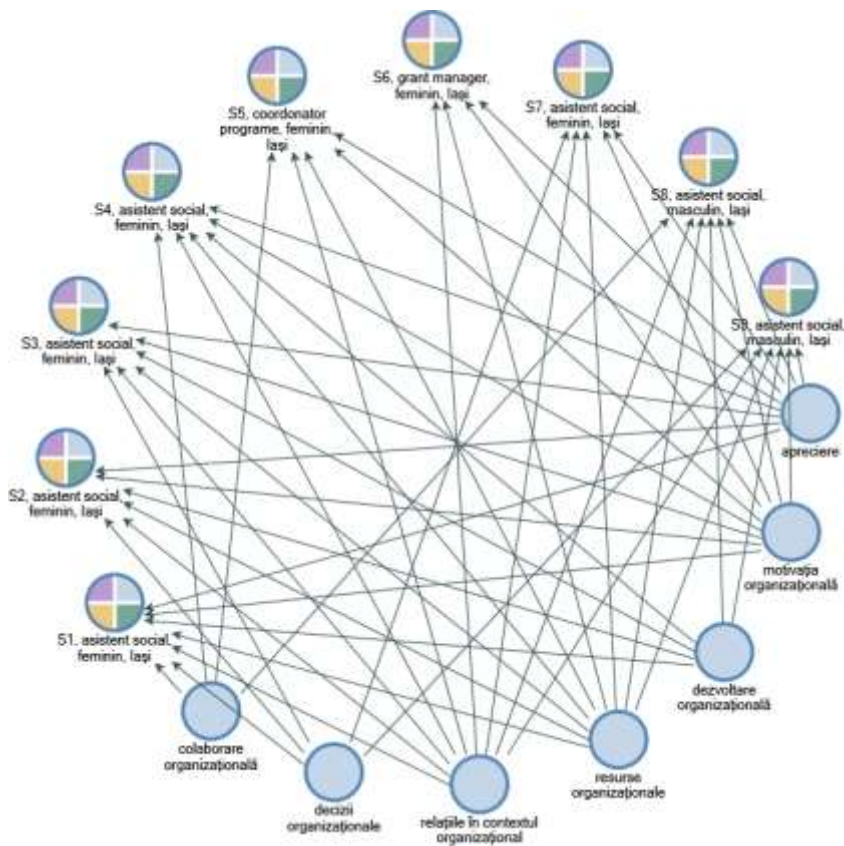 S6, grant manager,
feminin, Iași
S5, coordonator
programe, feminin,
Iași
S7, asistent social,
feminin, Iași
S4, asistent social,
feminin, Iași
S8, asistent social,
masculin, Iași
S3, asistent social,
feminin, Iași
S9, asistent social,
masculin, Iași
apreciere
S2, asistent social,
feminin, Iași
motivația
organizațională
S1, asistent social,
feminin, Iași
dezvoltare
organizațională
colaborare
organizațională
resurse
organizaționale
decizii
organizaționale
relațiile în contextul
organizațional